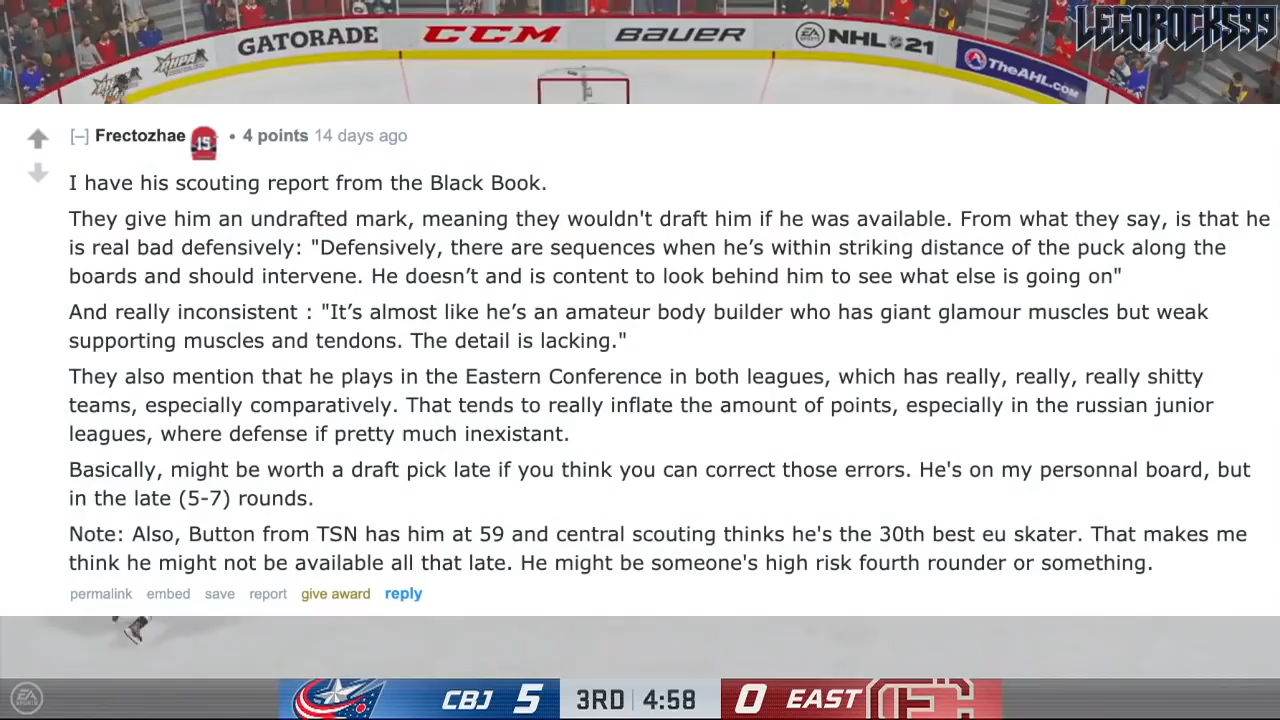 LEGOROCKS99
GATORADE CCM BAUER EA SPORTS NHL 21 TheAHL.com
NHLPA
[–] Frectozhae 15 • 4 points 14 days ago
I have his scouting report from the Black Book.
They give him an undrafted mark, meaning they wouldn't draft him if he was available. From what they say, is that he
is real bad defensively: "Defensively, there are sequences when he’s within striking distance of the puck along the
boards and should intervene. He doesn’t and is content to look behind him to see what else is going on"
And really inconsistent : "It’s almost like he’s an amateur body builder who has giant glamour muscles but weak
supporting muscles and tendons. The detail is lacking."
They also mention that he plays in the Eastern Conference in both leagues, which has really, really, really shitty
teams, especially comparatively. That tends to really inflate the amount of points, especially in the russian junior
leagues, where defense if pretty much inexistant.
Basically, might be worth a draft pick late if you think you can correct those errors. He's on my personnal board, but
in the late (5-7) rounds.
Note: Also, Button from TSN has him at 59 and central scouting thinks he's the 30th best eu skater. That makes me
think he might not be available all that late. He might be someone's high risk fourth rounder or something.
permalink embed save report give award reply
EA SPORTS CBJ 5 3RD 4:58 0 EAST